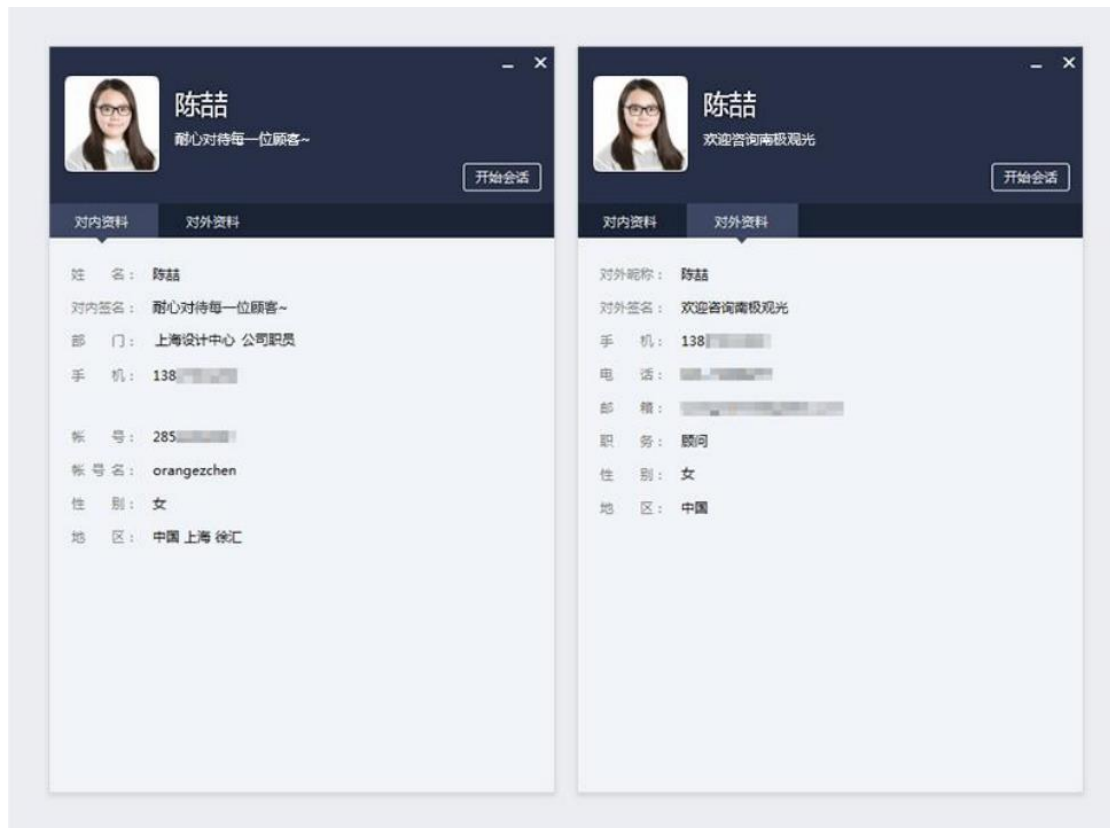 陈喆
耐心对待每一位顾客~
开始会话
对内资料 对外资料
姓 名： 陈喆
对内签名： 耐心对待每一位顾客~
部 门： 上海设计中心 公司职员
手 机： 138
帐 号： 285
帐 号 名： orangezchen
性 别： 女
地 区： 中国 上海 徐汇
陈喆
欢迎咨询南极观光
开始会话
对内资料 对外资料
对外昵称： 陈喆
对外签名： 欢迎咨询南极观光
手 机： 138
电 话：
邮 箱：
职 务： 顾问
性 别： 女
地 区： 中国